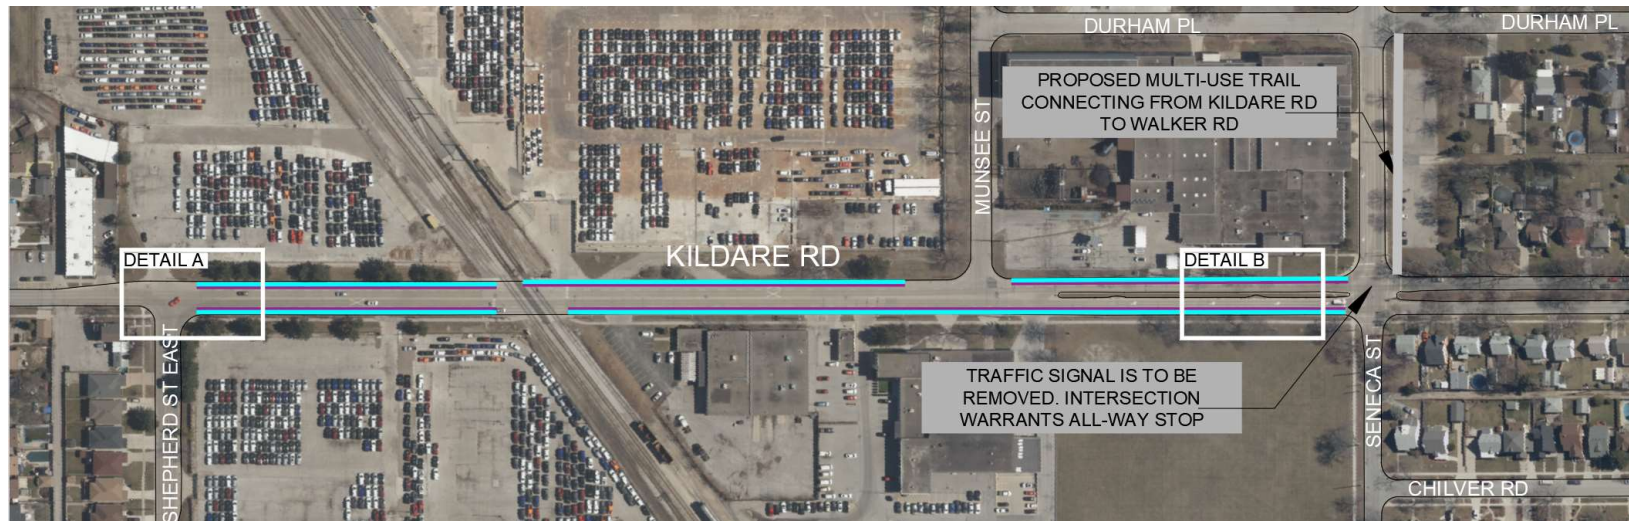 DURHAM PL
DURHAM PL
PROPOSED MULTI-USE TRAIL
CONNECTING FROM KILDARE RD
TO WALKER RD
MUNSEE ST
KILDARE RD
DETAIL A
DETAIL B
SHEPHERD ST EAST
TRAFFIC SIGNAL IS TO BE
REMOVED. INTERSECTION
WARRANTS ALL-WAY STOP
SENECA ST
CHILVER RD